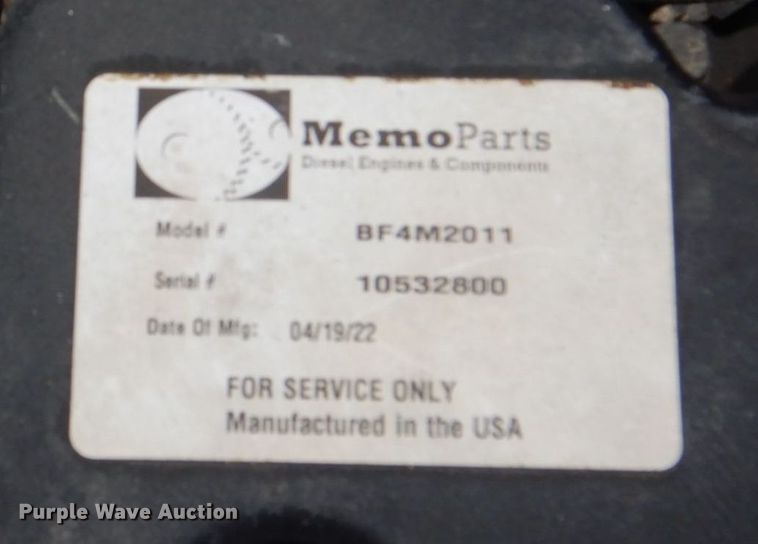 MemoParts
Diesel Engines & Components
Model # BF4M2011
Serial # 10532800
Date Of Mfg: 04/19/22
FOR SERVICE ONLY
Manufactured in the USA
Purple Wave Auction